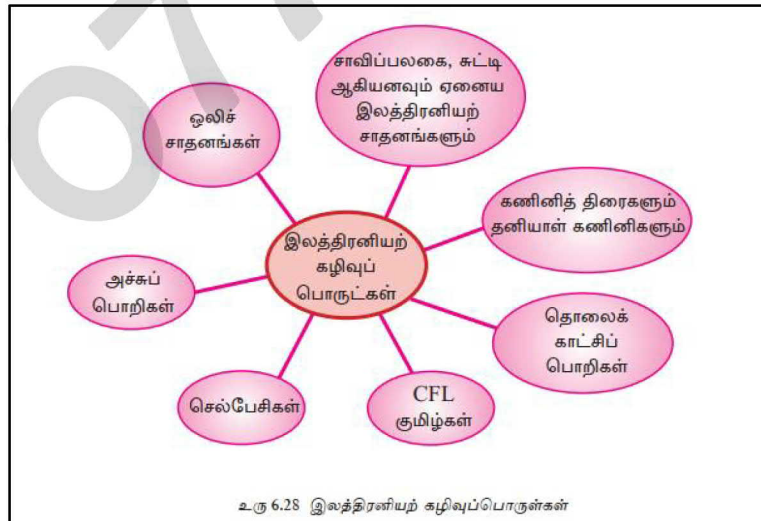 சாவிப்பலகை, சுட்டி
ஆகியனவும் ஏனைய
இலத்திரனியற்
சாதனங்களும்
ஒலிச்
சாதனங்கள்
கணினித் திரைகளும்
தனியாள் கணினிகளும்
இலத்திரனியற்
கழிவுப்
பொருட்கள்
அச்சுப்
பொறிகள்
தொலைக்
காட்சிப்
பொறிகள்
செல்பேசிகள்
CFL
குமிழ்கள்
உரு 6.28 இலத்திரனியற் கழிவுப்பொருள்கள்